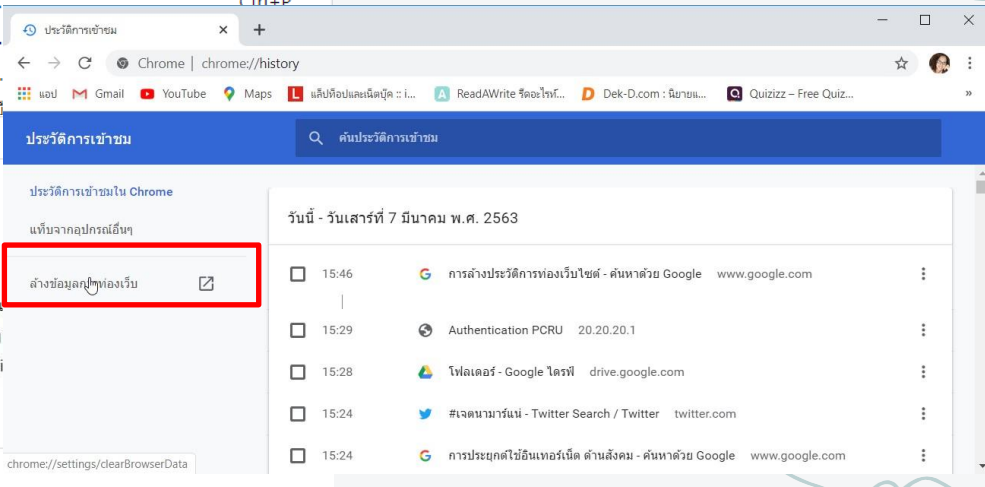 Ctrl+P
ประวัติการเข้าชม
Chrome | chrome://history
แอป Gmail YouTube Maps แล็ปท็อปและเน็ตบุ๊ค :: i... ReadAWrite รีดอะไรท์... Dek-D.com : นิยายแ... Quizizz – Free Quiz... »
ประวัติการเข้าชม
ค้นประวัติการเข้าชม
ประวัติการเข้าชมใน Chrome
แท็บจากอุปกรณ์อื่นๆ
ล้างข้อมูลการท่องเว็บ
วันนี้ - วันเสาร์ที่ 7 มีนาคม พ.ศ. 2563
15:46 การล้างประวัติการท่องเว็บไซต์ - ค้นหาด้วย Google www.google.com
15:29 Authentication PCRU 20.20.20.1
15:28 โฟลเดอร์ - Google ไดรฟ์ drive.google.com
15:24 #เจตนามาร์แน่ - Twitter Search / Twitter twitter.com
15:24 การประยุกต์ใช้อินเทอร์เน็ต ด้านสังคม - ค้นหาด้วย Google www.google.com
chrome://settings/clearBrowserData